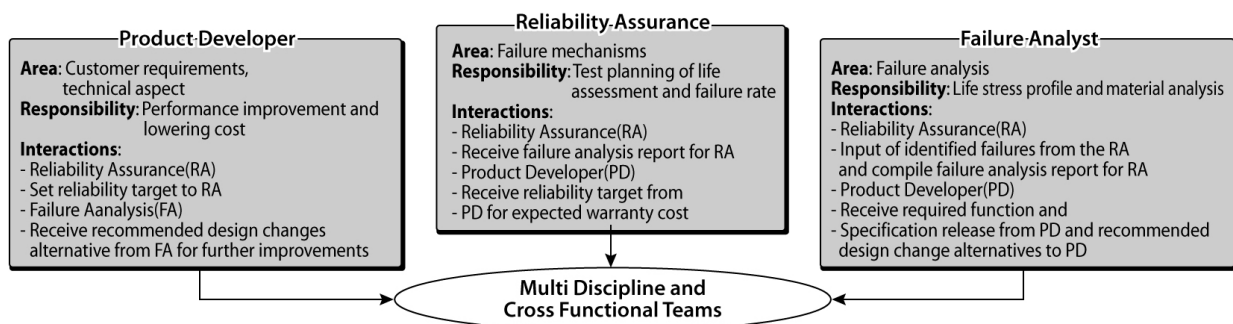 Product Developer
Area: Customer requirements,
technical aspect
Responsibility: Performance improvement and
lowering cost
Interactions:
- Reliability Assurance(RA)
- Set reliability target to RA
- Failure Aanalysis(FA)
- Receive recommended design changes
alternative from FA for further improvements
Reliability Assurance
Area: Failure mechanisms
Responsibility: Test planning of life
assessment and failure rate
Interactions:
- Reliability Assurance(RA)
- Receive failure analysis report for RA
- Product Developer(PD)
- Receive reliability target from
- PD for expected warranty cost
Failure Analyst
Area: Failure analysis
Responsibility: Life stress profile and material analysis
Interactions:
- Reliability Assurance(RA)
- Input of identified failures from the RA
and compile failure analysis report for RA
- Product Developer(PD)
- Receive required function and
- Specification release from PD and recommended
design change alternatives to PD
Multi Discipline and
Cross Functional Teams